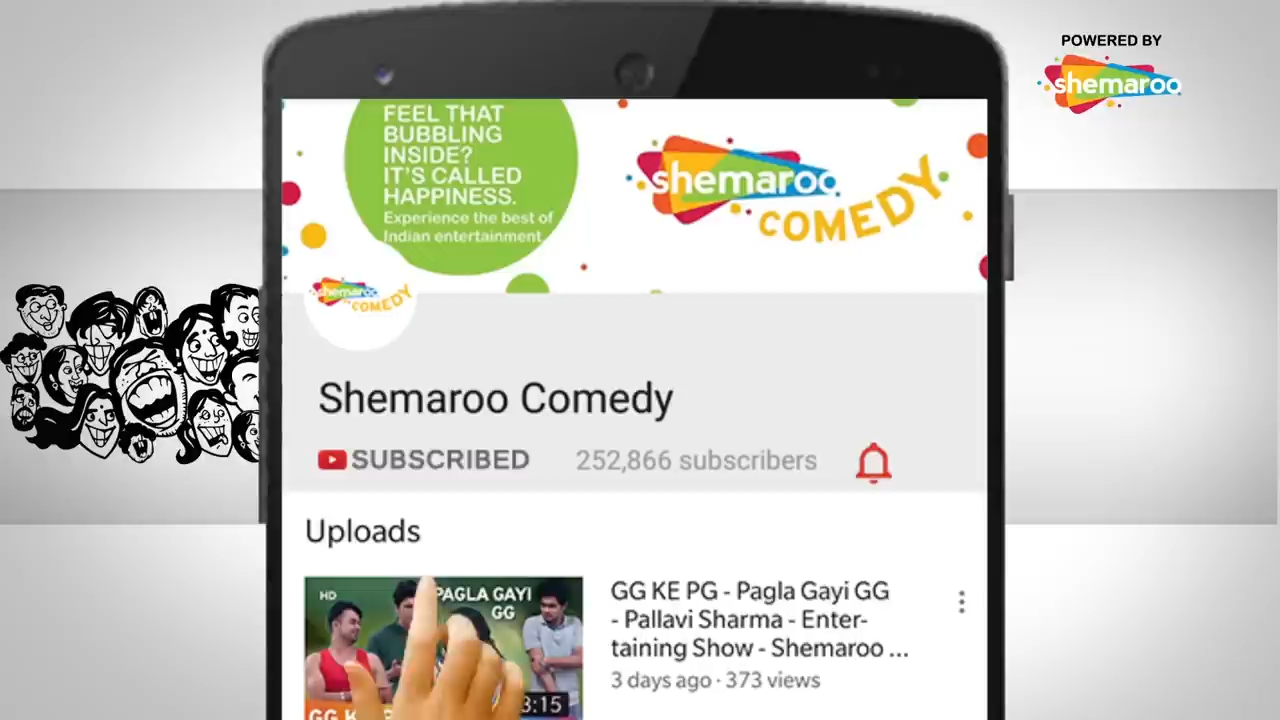 POWERED BY
shemaroo
FEEL THAT
BUBBLING
INSIDE?
IT'S CALLED
HAPPINESS.
Experience the best of
Indian entertainment
shemaroo
COMEDY
shemaroo
COMEDY
Shemaroo Comedy
SUBSCRIBED 252,866 subscribers
Uploads
HD
PAGLA GAYI
GG
GG K
3:15
GG KE PG - Pagla Gayi GG
- Pallavi Sharma - Enter-
taining Show - Shemaroo ...
3 days ago · 373 views